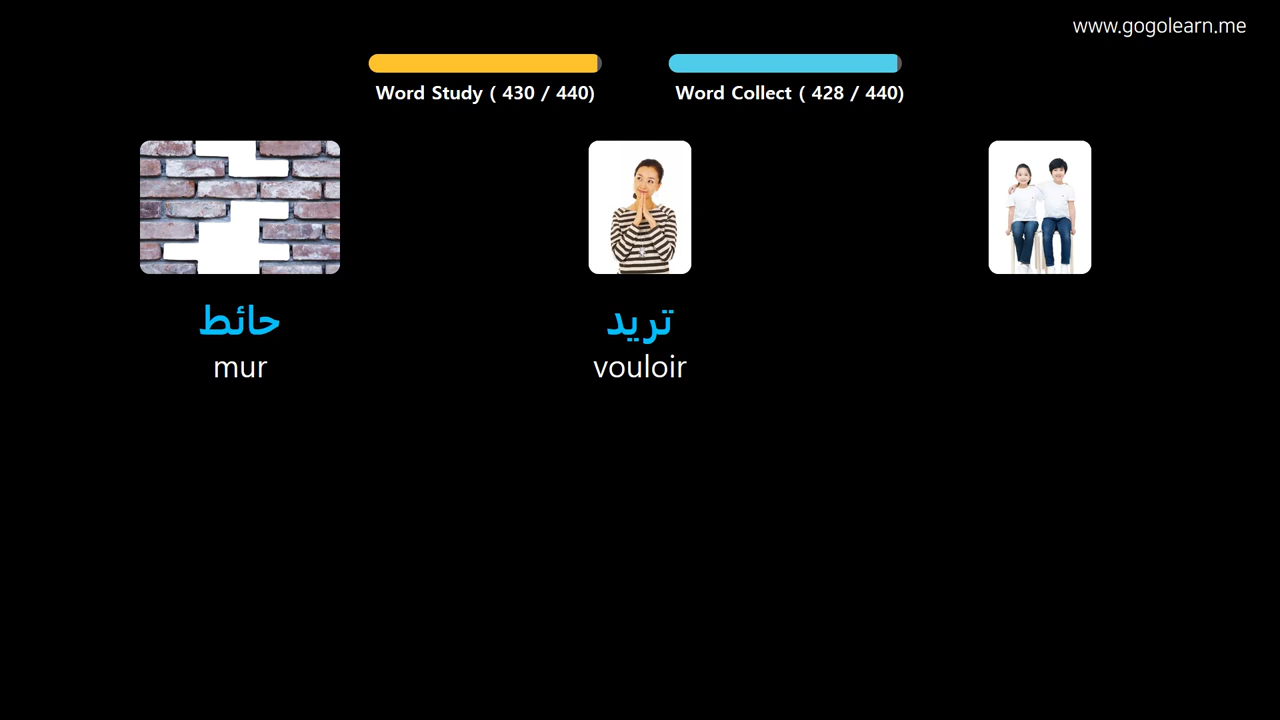 www.gogolearn.me
Word Study ( 430 / 440)
Word Collect ( 428 / 440)
حائط
mur
تريد
vouloir